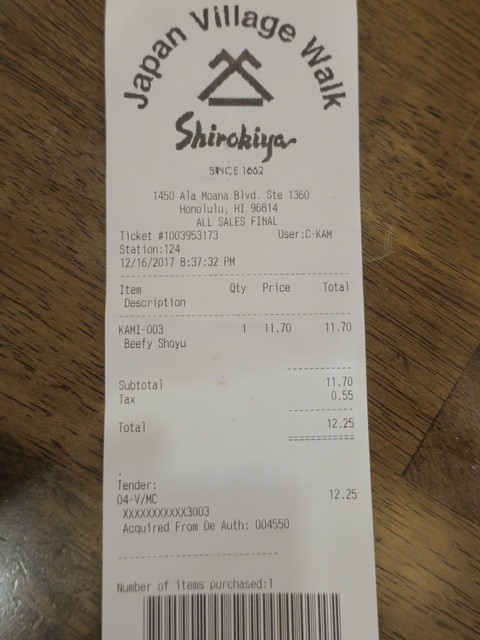 Japan Village Walk
Shirokiya
SINCE 1662
1450 Ala Moana Blvd. Ste 1360
Honolulu, HI 96814
ALL SALES FINAL
Ticket #1003953173 User:C-KAM
Station:124
12/16/2017 8:37:32 PM
Item Qty Price Total
Description
KAMI-003 1 11.70 11.70
Beefy Shoyu
Subtotal 11.70
Tax 0.55
Total 12.25
Tender:
04-V/MC 12.25
XXXXXXXXXXX3003
Acquired From De Auth: 004550
Number of items purchased:1